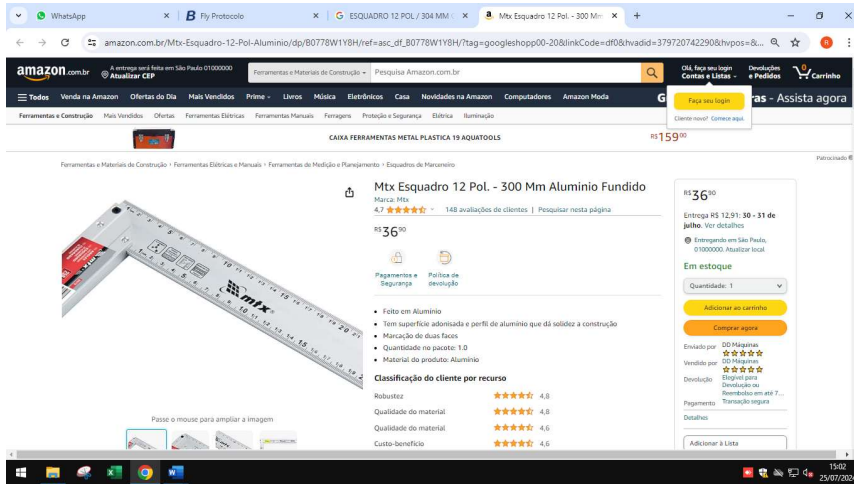 WhatsApp
Fly Protocolo
ESQUADRO 12 POL / 304 MM
Mtx Esquadro 12 Pol. - 300 Mm
amazon.com.br/Mtx-Esquadro-12-Pol-Aluminio/dp/B0778W1Y8H/ref=asc_df_B0778W1Y8H/?tag=googleshopp00-20&linkCode=df0&hvadid=379720742290&hvpos=&...
amazon.com.br
A entrega será feita em São Paulo 01000000
Atualizar CEP
Ferramentas e Materiais de Construção
Pesquisa Amazon.com.br
Olá, faça seu login
Contas e Listas
Devoluções
e Pedidos
0
Carrinho
Todos Venda na Amazon Ofertas do Dia Mais Vendidos Prime Livros Música Eletrônicos Casa Novidades na Amazon Computadores Amazon Moda
Faça seu login
Cliente novo? Comece aqui.
ras - Assista agora
Ferramentas e Construção Mais Vendidos Ofertas Ferramentas Elétricas Ferramentas Manuais Ferragens Proteção e Segurança Elétrica Iluminação
CAIXA FERRAMENTAS METAL PLASTICA 19 AQUATOOLS
R$15900
Patrocinado
Ferramentas e Materiais de Construção › Ferramentas Elétricas e Manuais › Ferramentas de Medição e Planejamento › Esquadros de Marceneiro
mtx
Passe o mouse para ampliar a imagem
Mtx Esquadro 12 Pol. - 300 Mm Aluminio Fundido
Marca: Mtx
4,7 148 avaliações de clientes | Pesquisar nesta página
R$3690
Pagamentos e
Segurança
Política de
devolução
• Feito em Alumínio
• Tem superfície adonisada e perfil de alumínio que dá solidez a construção
• Marcação de duas faces
• Quantidade no pacote: 1.0
• Material do produto: Alumínio
Classificação do cliente por recurso
Robustez 4,8
Qualidade do material 4,8
Qualidade do material 4,6
Custo-benefício 4,6
R$3690
Entrega R$ 12,91: 30 - 31 de
julho. Ver detalhes
Entregando em São Paulo,
01000000. Atualizar local
Em estoque
Quantidade: 1
Adicionar ao carrinho
Comprar agora
Enviado por DD Máquinas
Vendido por DD Máquinas
Devolução Elegível para
Devolução ou
Reembolso em até 7...
Pagamento Transação segura
Detalhes
Adicionar à Lista
15:02
25/07/202